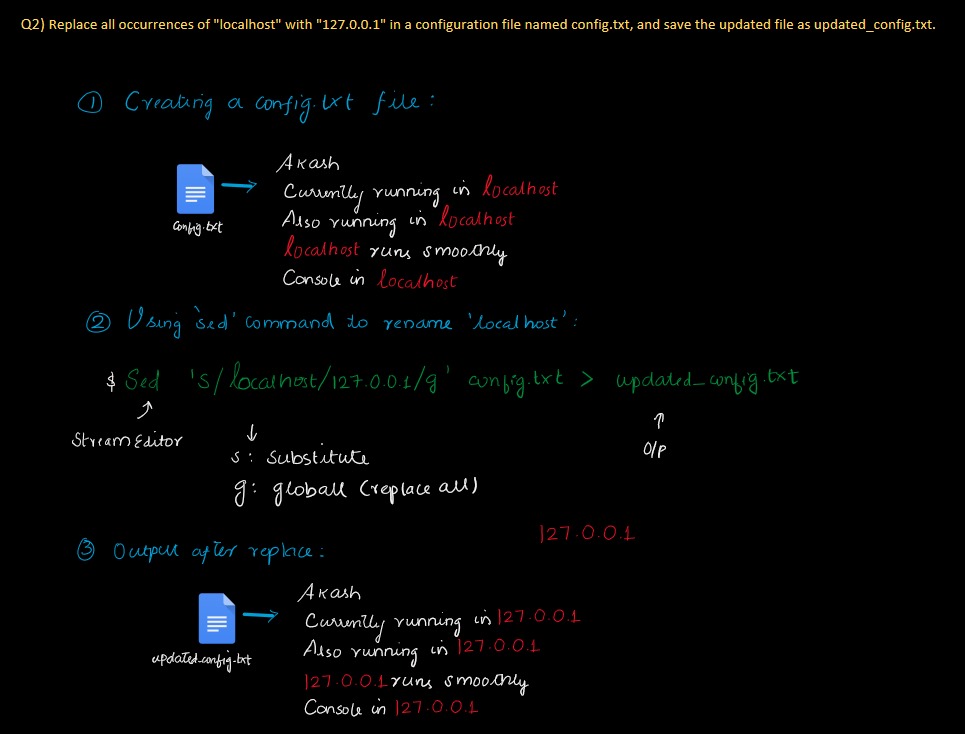 Q2) Replace all occurrences of "localhost" with "127.0.0.1" in a configuration file named config.txt, and save the updated file as updated_config.txt.
① Creating a config.txt file :
config.txt
Akash
Currently running in localhost
Also running in localhost
localhost runs smoothly
Console in localhost
② Using 'sed' command to rename 'localhost' :
$ Sed 's/localhost/127.0.0.1/g' config.txt > updated_config.txt
Stream Editor
O/P
s : Substitute
g : globall (replace all)
127.0.0.1
③ Output after replace :
updated_config.txt
Akash
Currently running in 127.0.0.1
Also running in 127.0.0.1
127.0.0.1 runs smoothly
Console in 127.0.0.1